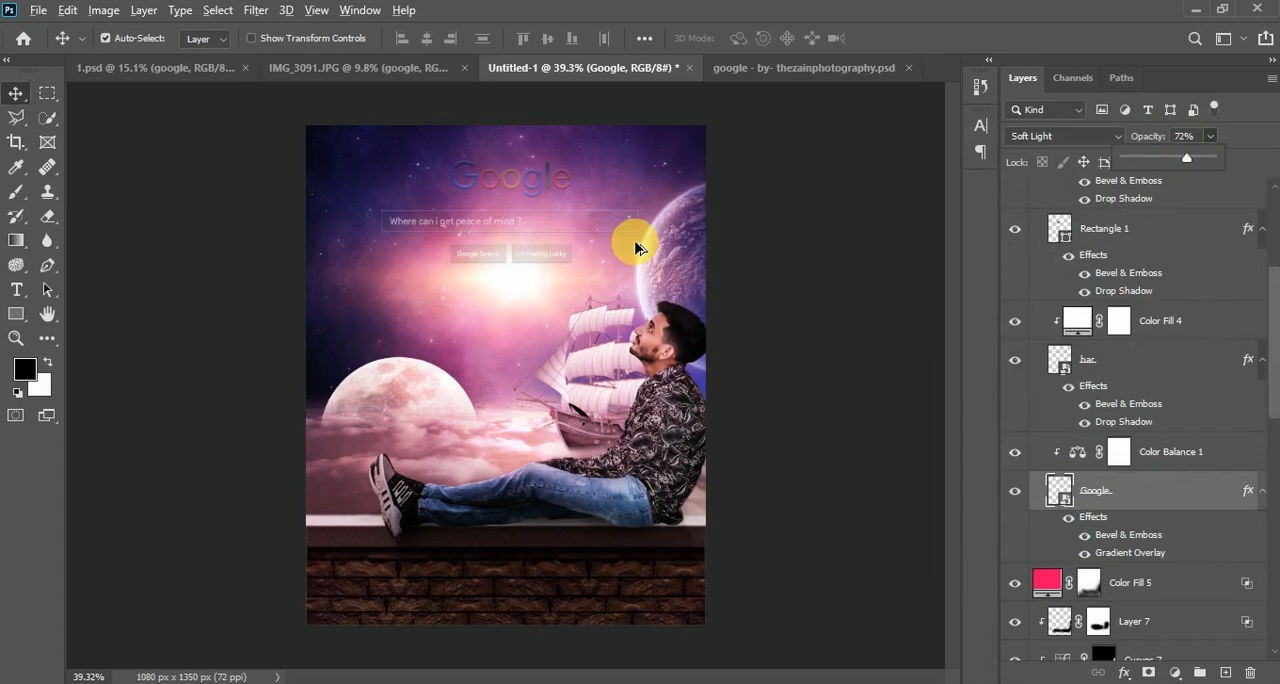 Ps File Edit Image Layer Type Select Filter 3D View Window Help
Auto-Select: Layer Show Transform Controls 3D Mode:
1.psd @ 15.1% (google, RGB/8... IMG_3091.JPG @ 9.8% (google, RG... Untitled-1 @ 39.3% (Google, RGB/8#) * google - by- thezainphotography.psd
Layers Channels Paths
Kind
Soft Light Opacity: 72%
Lock:
Bevel & Emboss
Drop Shadow
Rectangle 1 fx
Effects
Bevel & Emboss
Drop Shadow
Color Fill 4
bar fx
Effects
Bevel & Emboss
Drop Shadow
Color Balance 1
Google fx
Effects
Bevel & Emboss
Gradient Overlay
Color Fill 5
Layer 7
Curves 7
Google
Where can i get peace of mind ?
Google Search I'm Feeling Lucky
39.32% 1080 px x 1350 px (72 ppi)